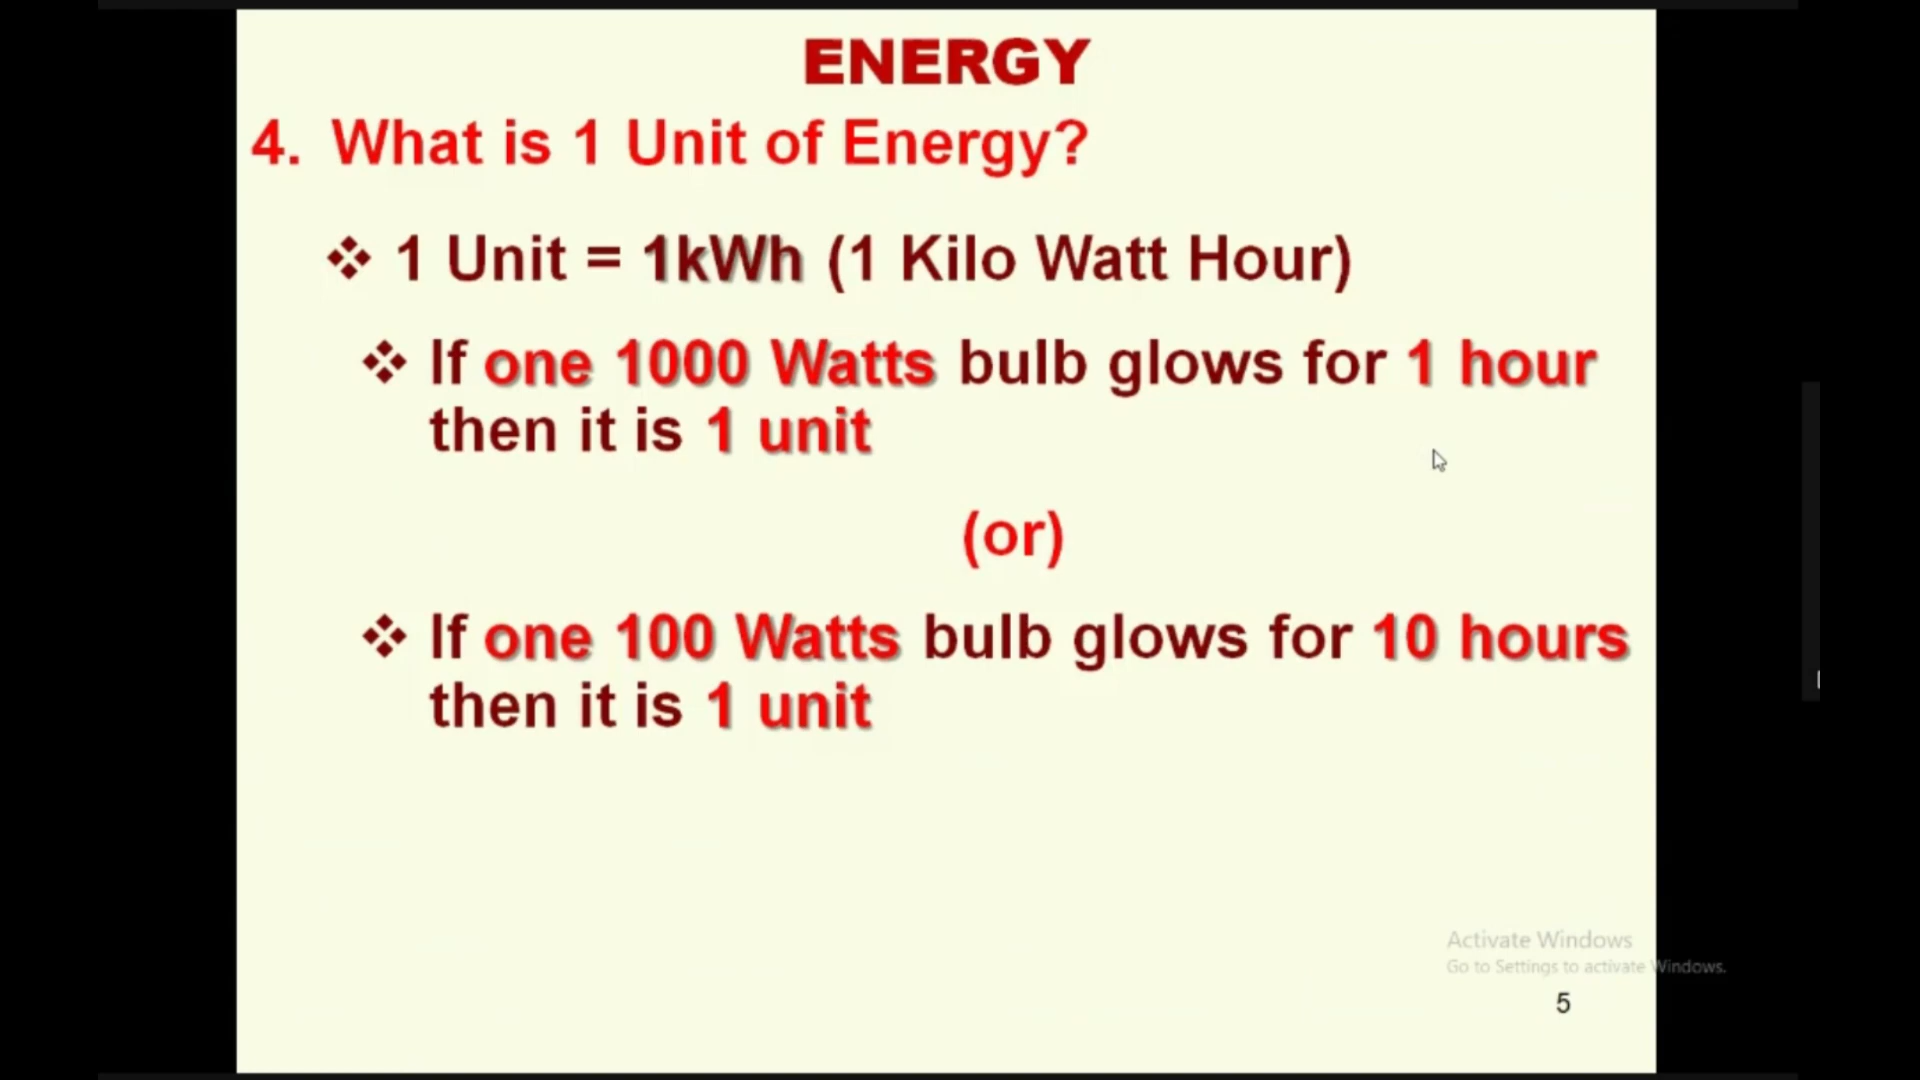 ENERGY
4. What is 1 Unit of Energy?
❖ 1 Unit = 1kWh (1 Kilo Watt Hour)
❖ If one 1000 Watts bulb glows for 1 hour
then it is 1 unit
(or)
❖ If one 100 Watts bulb glows for 10 hours
then it is 1 unit
Activate Windows
Go to Settings to activate Windows.
5